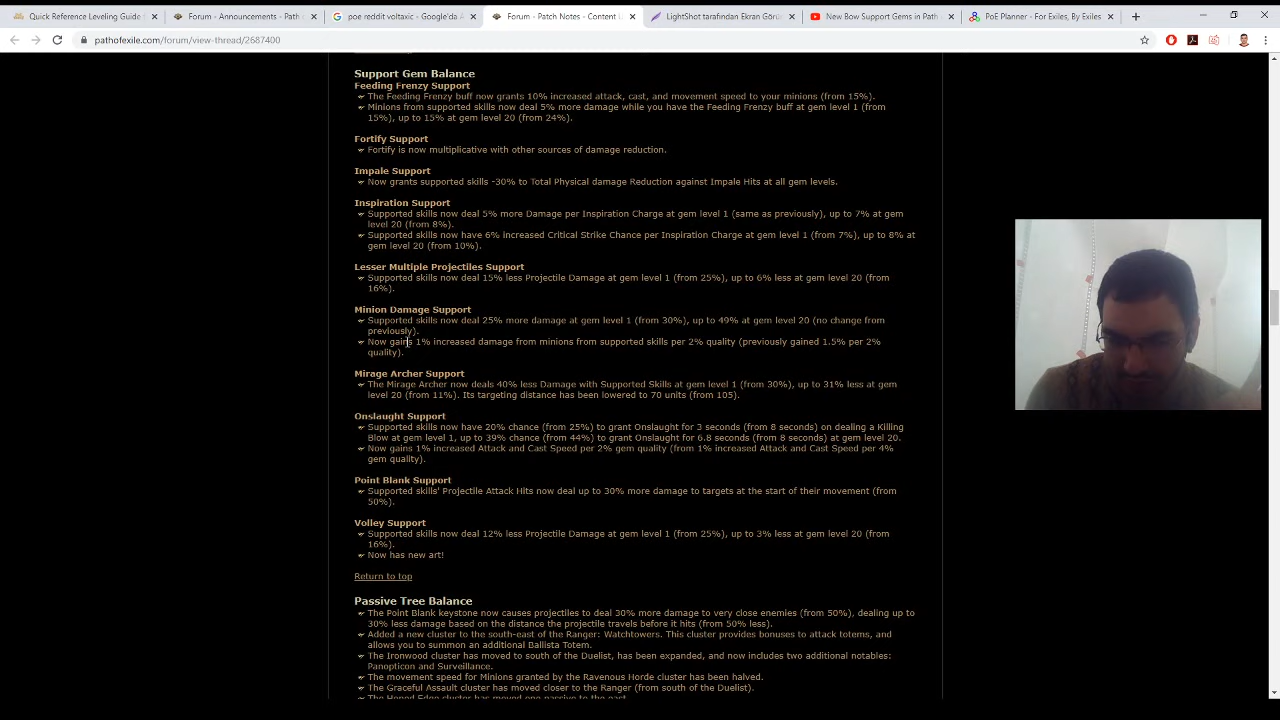 Quick Reference Leveling Guide
Forum - Announcements - Path
poe reddit voltaxic - Google'da A
Forum - Patch Notes - Content U
LightShot tarafından Ekran Görü
New Bow Support Gems in Path
PoE Planner - For Exiles, By Exiles
pathofexile.com/forum/view-thread/2687400
Support Gem Balance
Feeding Frenzy Support
The Feeding Frenzy buff now grants 10% increased attack, cast, and movement speed to your minions (from 15%).
Minions from supported skills now deal 5% more damage while you have the Feeding Frenzy buff at gem level 1 (from
15%), up to 15% at gem level 20 (from 24%).
Fortify Support
Fortify is now multiplicative with other sources of damage reduction.
Impale Support
Now grants supported skills -30% to Total Physical damage Reduction against Impale Hits at all gem levels.
Inspiration Support
Supported skills now deal 5% more Damage per Inspiration Charge at gem level 1 (same as previously), up to 7% at gem
level 20 (from 8%).
Supported skills now have 6% increased Critical Strike Chance per Inspiration Charge at gem level 1 (from 7%), up to 8% at
gem level 20 (from 10%).
Lesser Multiple Projectiles Support
Supported skills now deal 15% less Projectile Damage at gem level 1 (from 25%), up to 6% less at gem level 20 (from
16%).
Minion Damage Support
Supported skills now deal 25% more damage at gem level 1 (from 30%), up to 49% at gem level 20 (no change from
previously).
Now gains 1% increased damage from minions from supported skills per 2% quality (previously gained 1.5% per 2%
quality).
Mirage Archer Support
The Mirage Archer now deals 40% less Damage with Supported Skills at gem level 1 (from 30%), up to 31% less at gem
level 20 (from 11%). Its targeting distance has been lowered to 70 units (from 105).
Onslaught Support
Supported skills now have 20% chance (from 25%) to grant Onslaught for 3 seconds (from 8 seconds) on dealing a Killing
Blow at gem level 1, up to 39% chance (from 44%) to grant Onslaught for 6.8 seconds (from 8 seconds) at gem level 20.
Now gains 1% increased Attack and Cast Speed per 2% gem quality (from 1% increased Attack and Cast Speed per 4%
gem quality).
Point Blank Support
Supported skills' Projectile Attack Hits now deal up to 30% more damage to targets at the start of their movement (from
50%).
Volley Support
Supported skills now deal 12% less Projectile Damage at gem level 1 (from 25%), up to 3% less at gem level 20 (from
16%).
Now has new art!
Return to top
Passive Tree Balance
The Point Blank keystone now causes projectiles to deal 30% more damage to very close enemies (from 50%), dealing up to
30% less damage based on the distance the projectile travels before it hits (from 50% less).
Added a new cluster to the south-east of the Ranger: Watchtowers. This cluster provides bonuses to attack totems, and
allows you to summon an additional Ballista Totem.
The Ironwood cluster has moved to south of the Duelist, has been expanded, and now includes two additional notables:
Panopticon and Surveillance.
The movement speed for Minions granted by the Ravenous Horde cluster has been halved.
The Graceful Assault cluster has moved closer to the Ranger (from south of the Duelist).
The Honed Edge cluster has moved one passive to the east.